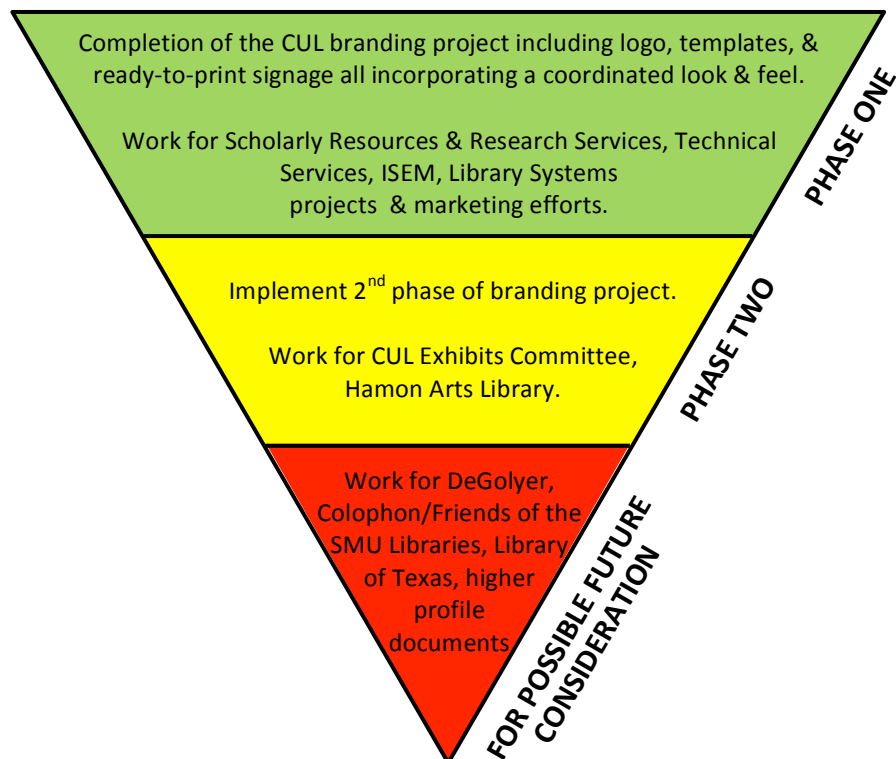 Completion of the CUL branding project including logo, templates, &
ready-to-print signage all incorporating a coordinated look & feel.
Work for Scholarly Resources & Research Services, Technical
Services, ISEM, Library Systems
projects & marketing efforts.
PHASE ONE
Implement 2nd phase of branding project.
Work for CUL Exhibits Committee,
Hamon Arts Library.
PHASE TWO
Work for DeGolyer,
Colophon/Friends of the
SMU Libraries, Library
of Texas, higher
profile
documents
FOR POSSIBLE FUTURE
CONSIDERATION